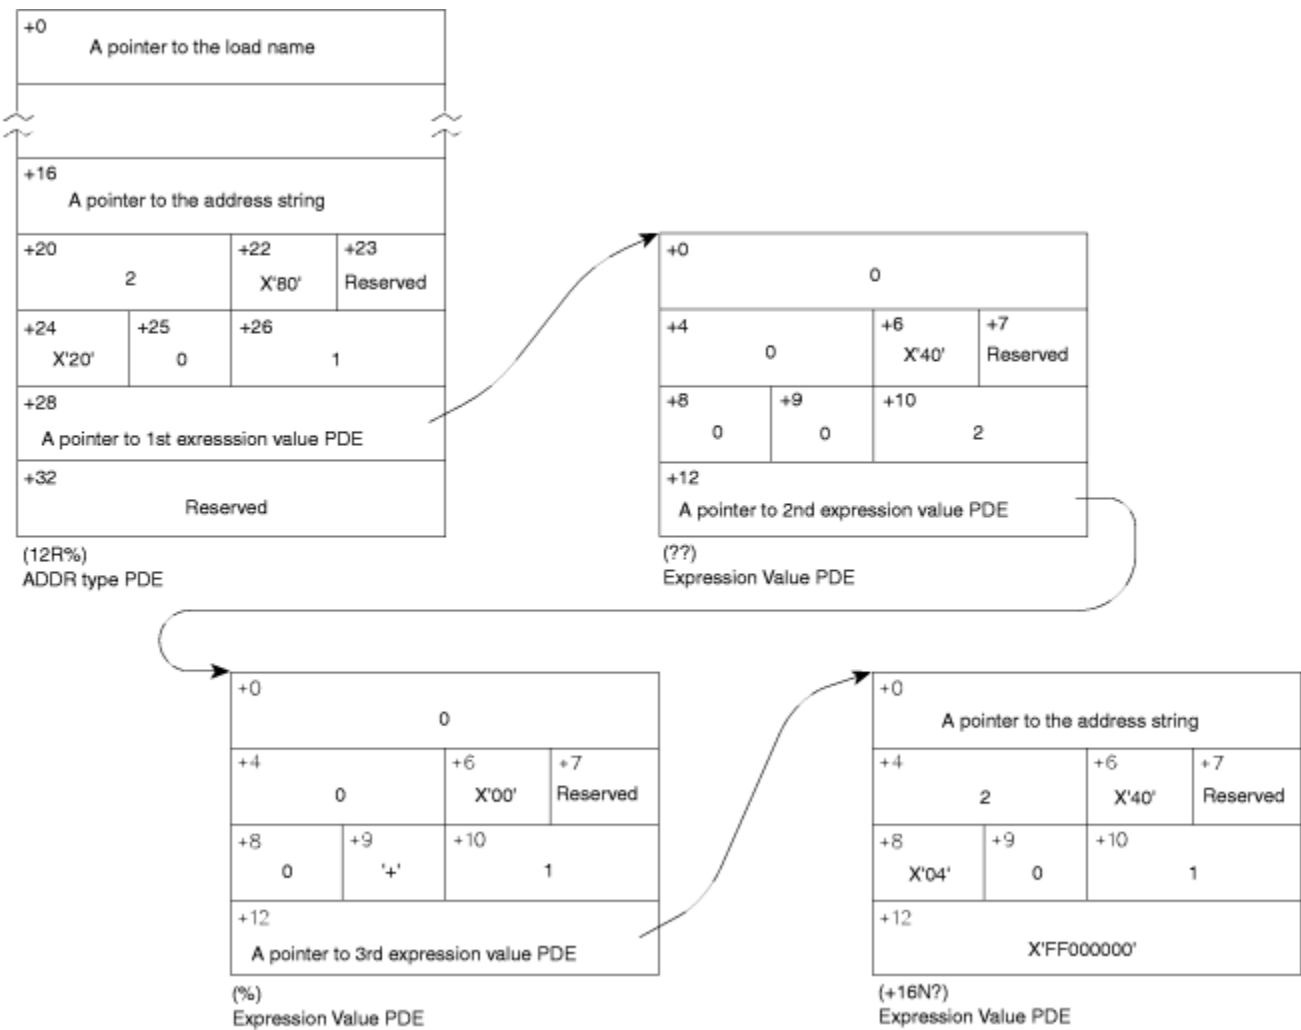 +0
A pointer to the load name
+16
A pointer to the address string
+20
2
+22
X'80'
+23
Reserved
+24
X'20'
+25
0
+26
1
+28
A pointer to 1st exresssion value PDE
+32
Reserved
(12R%)
ADDR type PDE
+0
0
+4
0
+6
X'40'
+7
Reserved
+8
0
+9
0
+10
2
+12
A pointer to 2nd expression value PDE
(??)
Expression Value PDE
+0
0
+4
0
+6
X'00'
+7
Reserved
+8
0
+9
'+'
+10
1
+12
A pointer to 3rd expression value PDE
(%)
Expression Value PDE
+0
A pointer to the address string
+4
2
+6
X'40'
+7
Reserved
+8
X'04'
+9
0
+10
1
+12
X'FF000000'
(+16N?)
Expression Value PDE